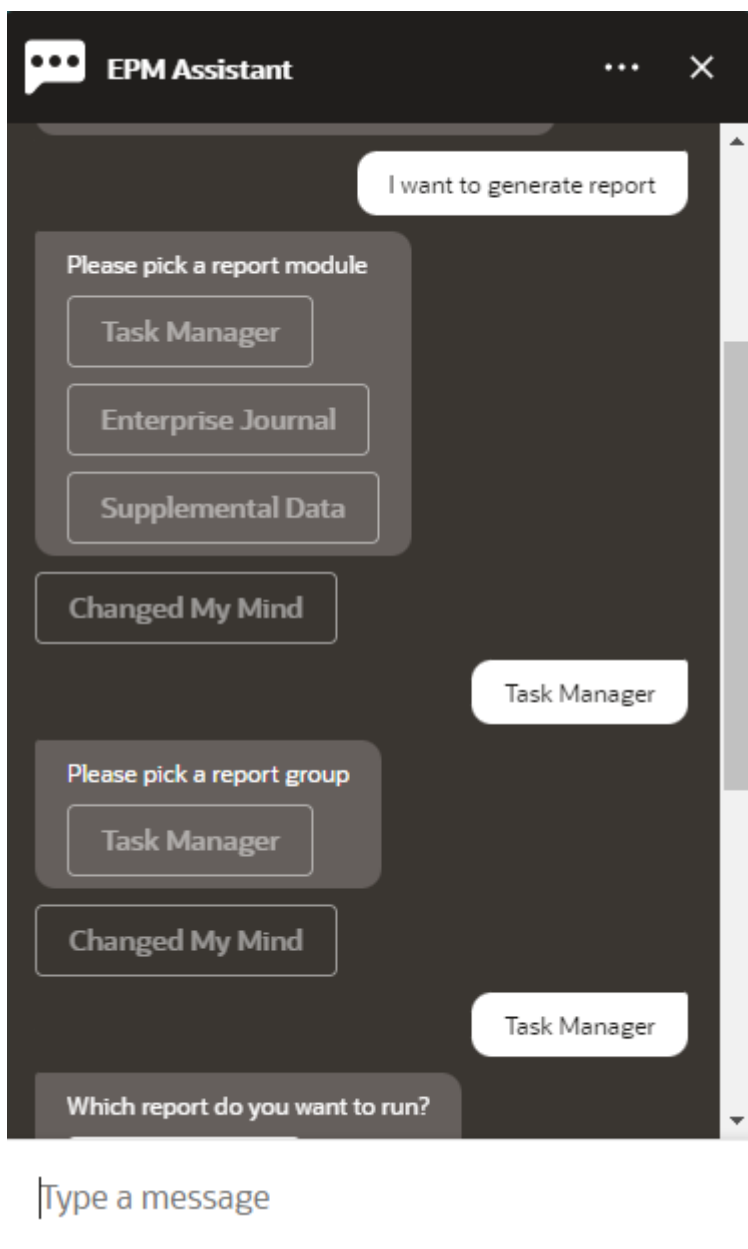 EPM Assistant
I want to generate report
Please pick a report module
Task Manager
Enterprise Journal
Supplemental Data
Changed My Mind
Task Manager
Please pick a report group
Task Manager
Changed My Mind
Task Manager
Which report do you want to run?
Type a message